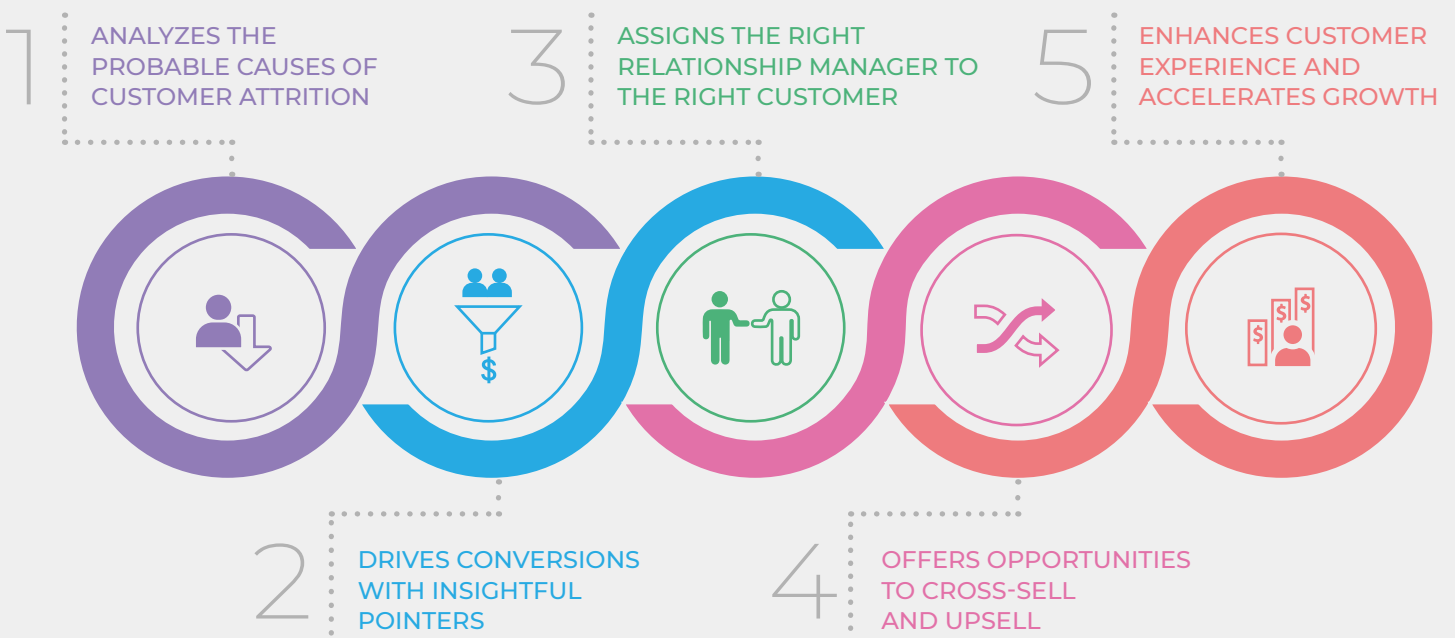 1
ANALYZES THE
PROBABLE CAUSES OF
CUSTOMER ATTRITION
2
DRIVES CONVERSIONS
WITH INSIGHTFUL
POINTERS
$
3
ASSIGNS THE RIGHT
RELATIONSHIP MANAGER TO
THE RIGHT CUSTOMER
4
OFFERS OPPORTUNITIES
TO CROSS-SELL
AND UPSELL
5
ENHANCES CUSTOMER
EXPERIENCE AND
ACCELERATES GROWTH
$ $ $